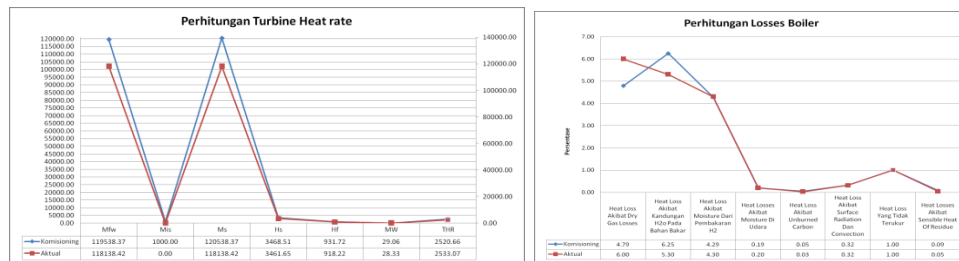 Perhitungan Turbine Heat rate
120000.00
115000.00
110000.00
105000.00
100000.00
95000.00
90000.00
85000.00
80000.00
75000.00
70000.00
65000.00
60000.00
55000.00
50000.00
45000.00
40000.00
35000.00
30000.00
25000.00
20000.00
15000.00
10000.00
5000.00
0.00
140000.00
120000.00
100000.00
80000.00
60000.00
40000.00
20000.00
0.00
Mfw Mis Ms Hs Hf MW THR
Komisioning 119538.37 1000.00 120538.37 3468.51 931.72 29.06 2520.66
Aktual 118138.42 0.00 118138.42 3461.65 918.22 28.33 2533.07
Perhitungan Losses Boiler
7.00
6.00
5.00
4.00
3.00
2.00
1.00
0.00
Persentase
Heat Loss
Akibat Dry
Gas Losses
Heat Loss
Akibat
Kandungan
H2o Pada
Bahan Bakar
Heat Loss
Akibat
Moisture Dari
Pembakaran
H2
Heat Losses
Akibat
Moisture Di
Udara
Heat Loss
Akibat
Unburned
Carbon
Heat Loss
Akibat
Surface
Radiation
Dan
Convection
Heat Loss
Yang Tidak
Terukur
Heat Losses
Akibat
Sensible Heat
Of Residue
Komisioning 4.79 6.25 4.29 0.19 0.05 0.32 1.00 0.09
Aktual 6.00 5.30 4.30 0.20 0.03 0.32 1.00 0.05